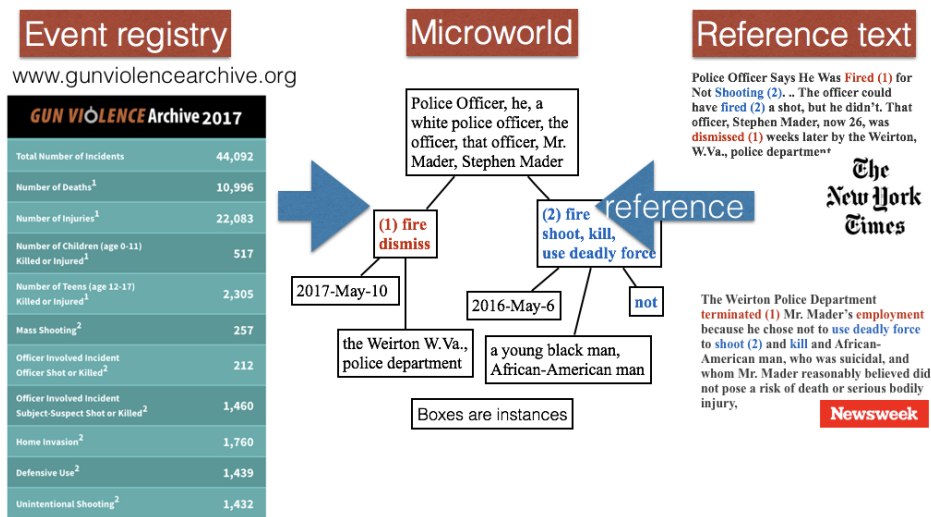 Event registry
www.gunviolencearchive.org
GUN VIOLENCE Archive 2017
Total Number of Incidents 44,092
Number of Deaths1 10,996
Number of Injuries1 22,083
Number of Children (age 0-11)
Killed or Injured1 517
Number of Teens (age 12-17)
Killed or Injured1 2,305
Mass Shooting2 257
Officer Involved Incident
Officer Shot or Killed2 212
Officer Involved Incident
Subject-Suspect Shot or Killed2 1,460
Home Invasion2 1,760
Defensive Use2 1,439
Unintentional Shooting2 1,432
Microworld
Police Officer, he, a
white police officer, the
officer, that officer, Mr.
Mader, Stephen Mader
(1) fire
dismiss
(2) fire
shoot, kill,
use deadly force
reference
2017-May-10
2016-May-6
not
the Weirton W.Va.,
police department
a young black man,
African-American man
Boxes are instances
Reference text
Police Officer Says He Was Fired (1) for
Not Shooting (2). .. The officer could
have fired (2) a shot, but he didn't. That
officer, Stephen Mader, now 26, was
dismissed (1) weeks later by the Weirton,
W.Va., police department
The
New York
Times
The Weirton Police Department
terminated (1) Mr. Mader's employment
because he chose not to use deadly force
to shoot (2) and kill and African-
American man, who was suicidal, and
whom Mr. Mader reasonably believed did
not pose a risk of death or serious bodily
injury,
Newsweek